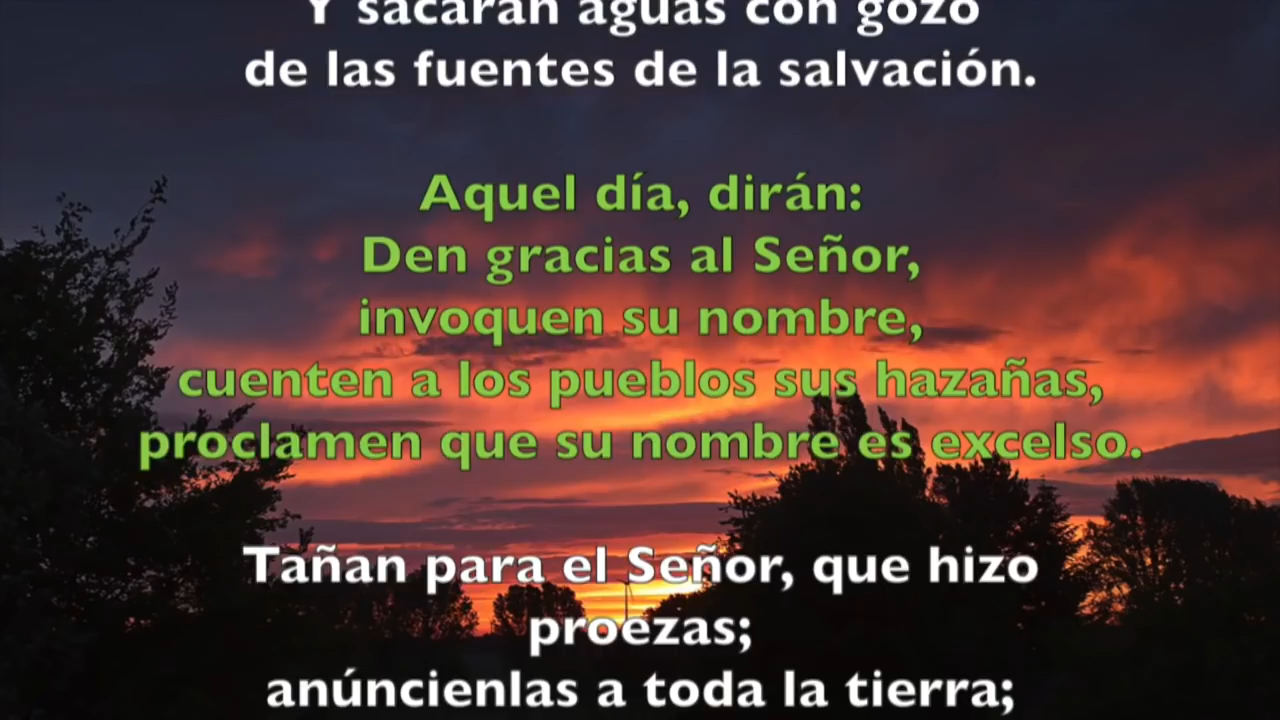 Y sacarán aguas con gozo
de las fuentes de la salvación.
Aquel día, dirán:
Den gracias al Señor,
invoquen su nombre,
cuenten a los pueblos sus hazañas,
proclamen que su nombre es excelso.
Tañan para el Señor, que hizo
proezas;
anúncienlas a toda la tierra;